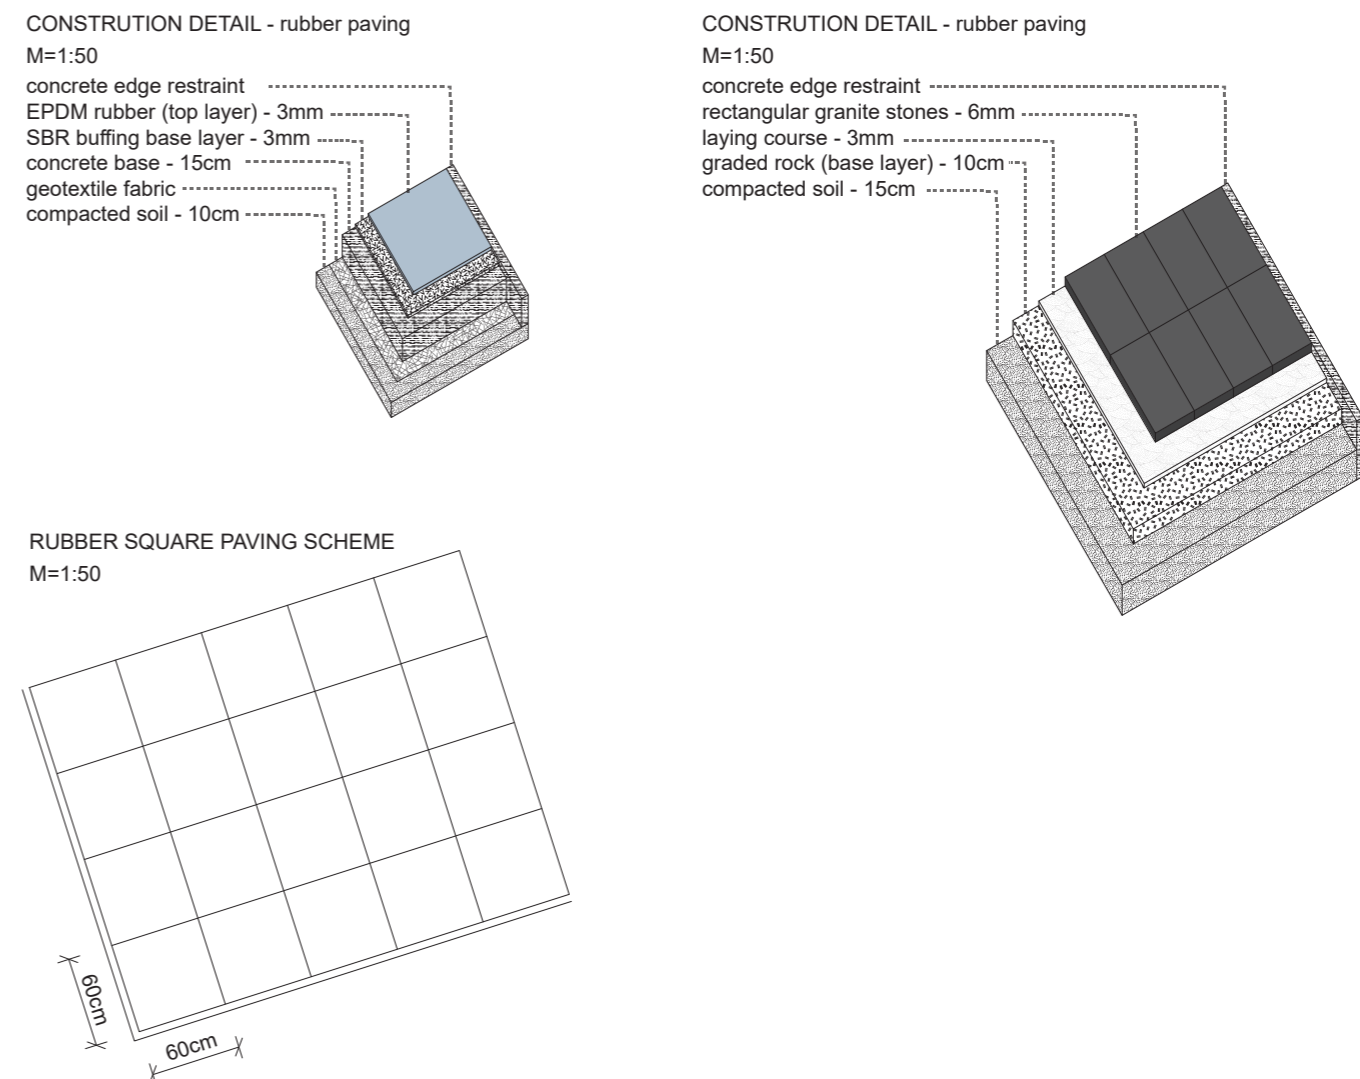 CONSTRUTION DETAIL - rubber paving
M=1:50
concrete edge restraint
EPDM rubber (top layer) - 3mm
SBR buffing base layer - 3mm
concrete base - 15cm
geotextile fabric
compacted soil - 10cm
CONSTRUTION DETAIL - rubber paving
M=1:50
concrete edge restraint
rectangular granite stones - 6mm
laying course - 3mm
graded rock (base layer) - 10cm
compacted soil - 15cm
RUBBER SQUARE PAVING SCHEME
M=1:50
60cm
60cm